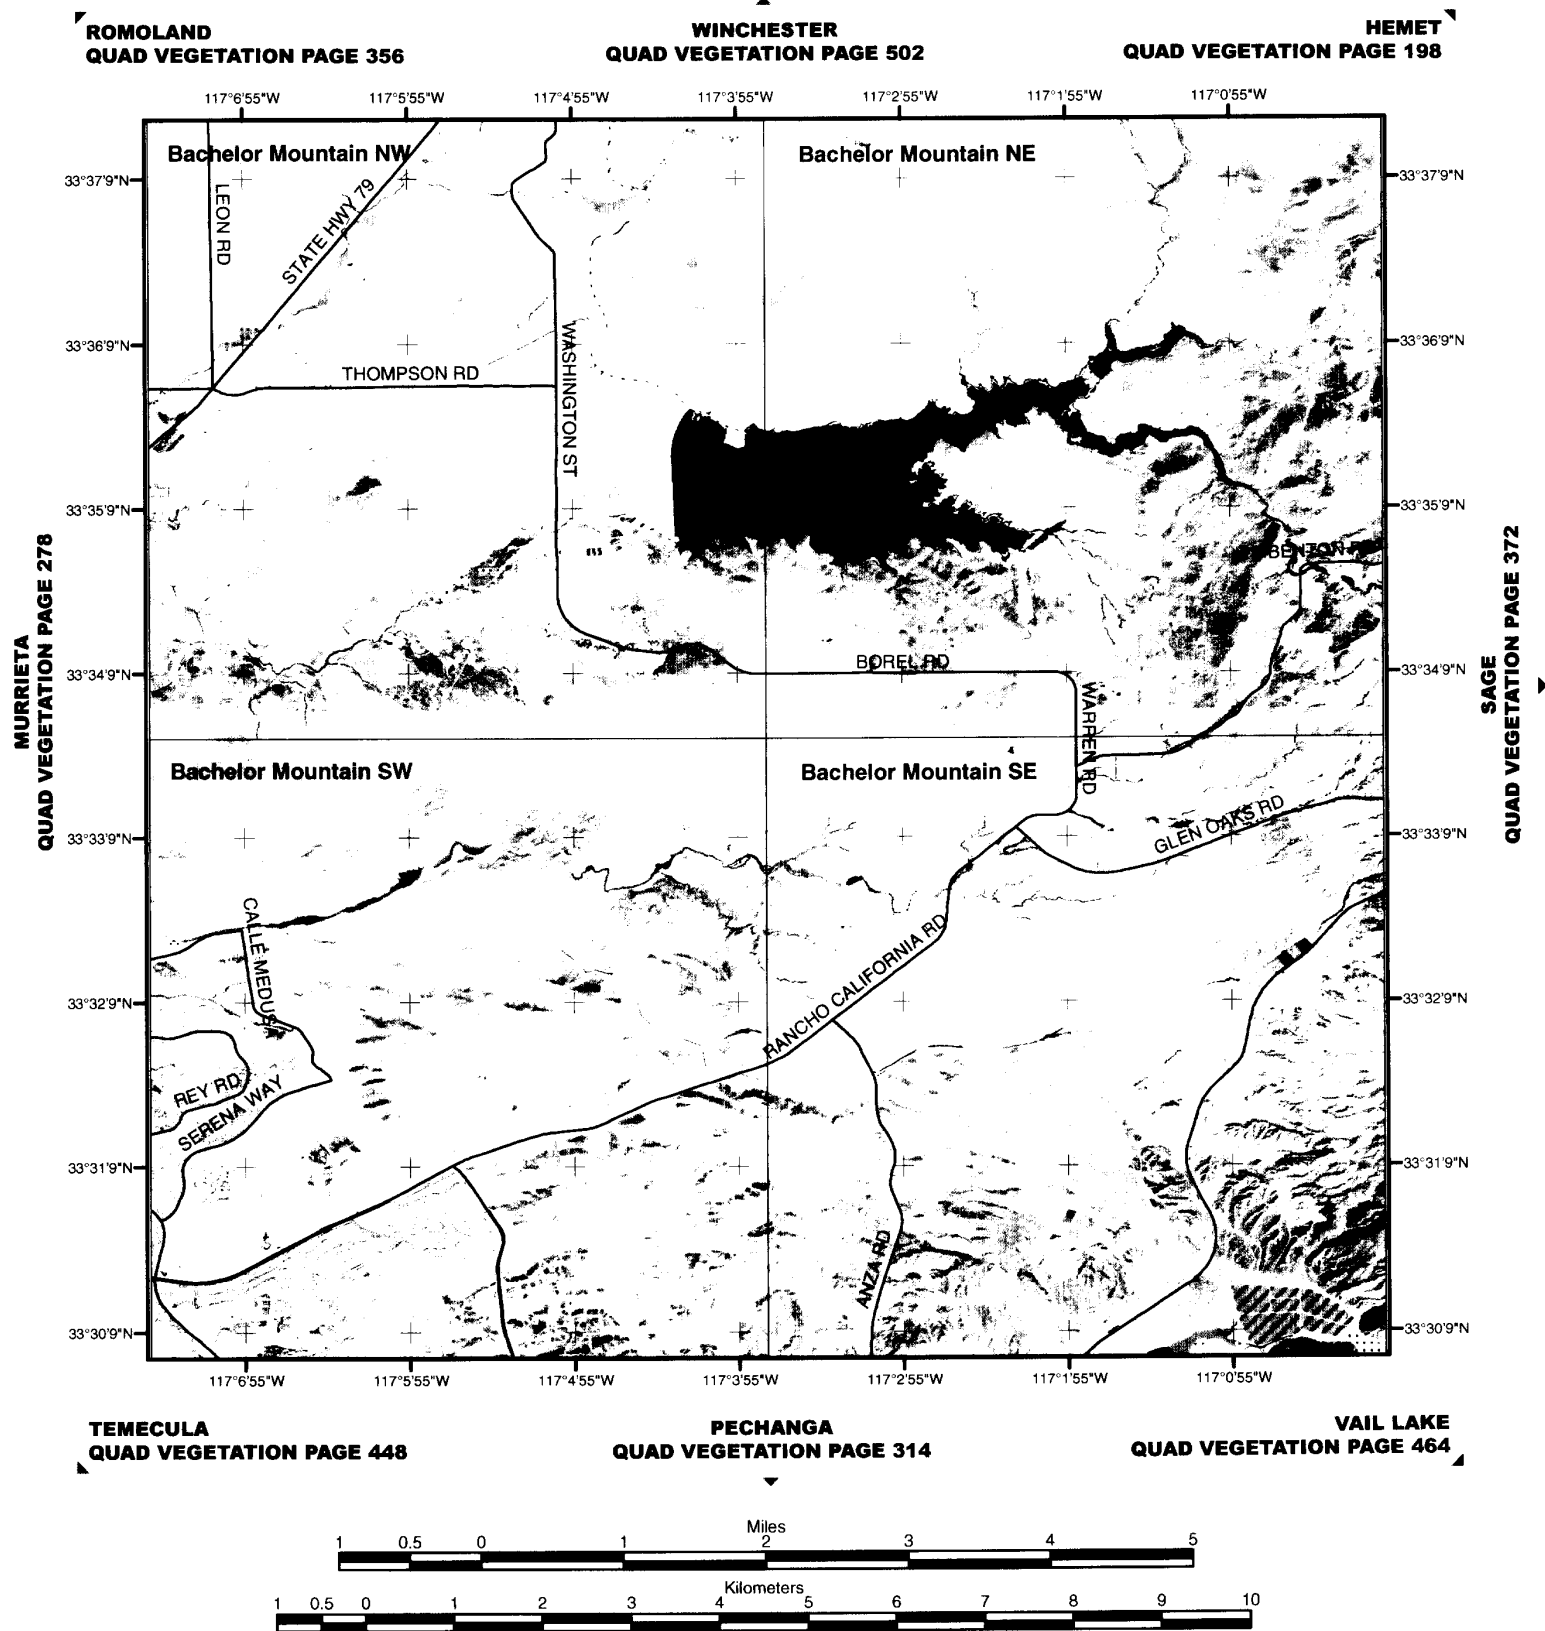 ROMOLAND
QUAD VEGETATION PAGE 356
WINCHESTER
QUAD VEGETATION PAGE 502
HEMET
QUAD VEGETATION PAGE 198
117°6'55"W 117°5'55"W 117°4'55"W 117°3'55"W 117°2'55"W 117°1'55"W 117°0'55"W
Bachelor Mountain NW
Bachelor Mountain NE
33°37'9"N
33°37'9"N
LEON RD
STATE HWY 79
33°36'9"N
33°36'9"N
THOMPSON RD
WASHINGTON ST
33°35'9"N
33°35'9"N
BENTON RD
MURRIETA
QUAD VEGETATION PAGE 278
SAGE
QUAD VEGETATION PAGE 372
BOREL RD
33°34'9"N
33°34'9"N
WARREN RD
Bachelor Mountain SW
Bachelor Mountain SE
GLEN OAKS RD
33°33'9"N
33°33'9"N
CALLE MEDUSA
RANCHO CALIFORNIA RD
33°32'9"N
33°32'9"N
REY RD
SERENA WAY
33°31'9"N
33°31'9"N
ANZA RD
33°30'9"N
33°30'9"N
117°6'55"W 117°5'55"W 117°4'55"W 117°3'55"W 117°2'55"W 117°1'55"W 117°0'55"W
TEMECULA
QUAD VEGETATION PAGE 448
PECHANGA
QUAD VEGETATION PAGE 314
VAIL LAKE
QUAD VEGETATION PAGE 464
Miles
1 0.5 0 1 2 3 4 5
Kilometers
1 0.5 0 1 2 3 4 5 6 7 8 9 10